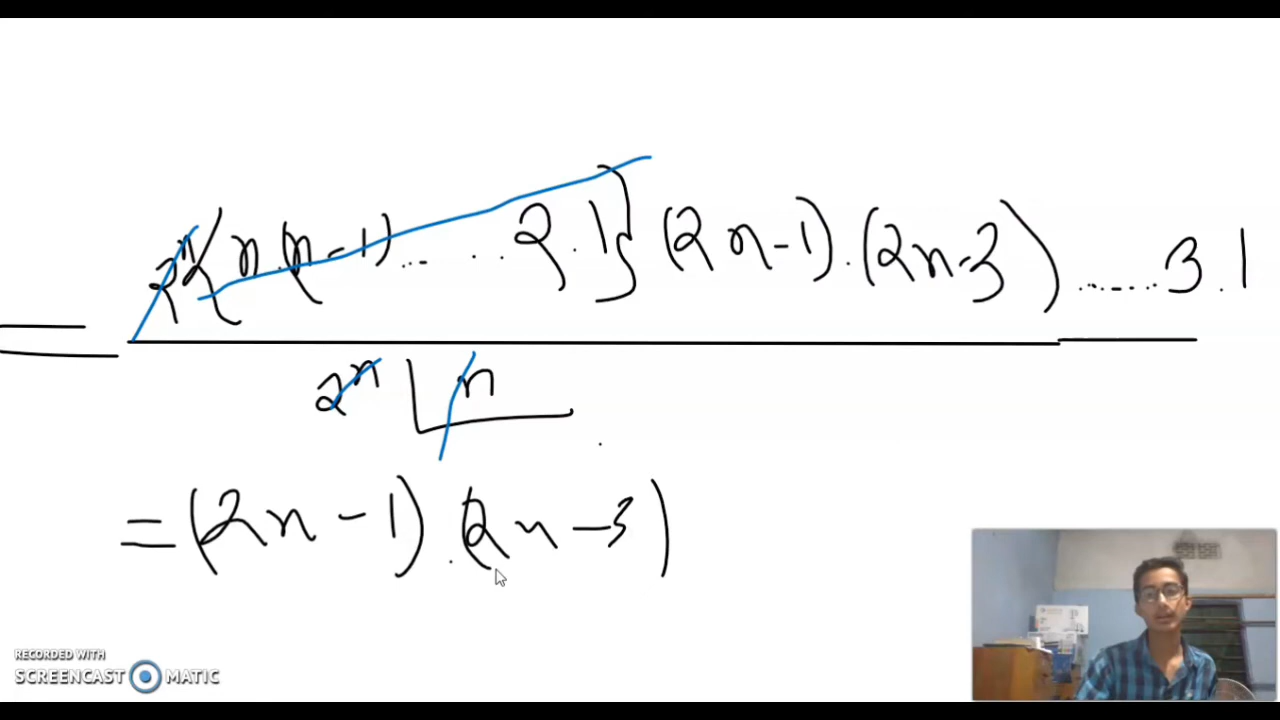 = 2ⁿ{n.(n-1)...... 2.1}(2n-1).(2n-3)........3.1
2ⁿ |n
= (2n-1).(2n-3)
RECORDED WITH
SCREENCAST MATIC